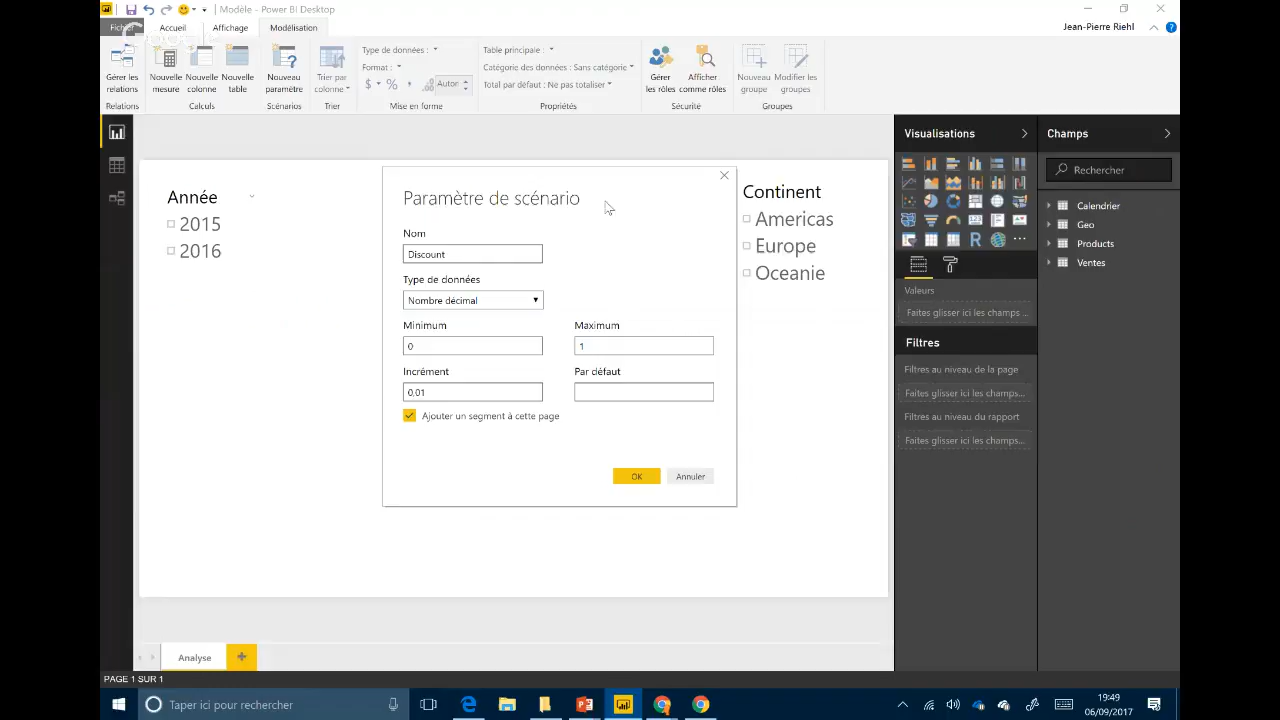 Modèle - Power BI Desktop
Fichier Accueil Affichage Modélisation
Jean-Pierre Riehl
Gérer les relations
Relations
Nouvelle mesure
Nouvelle colonne
Nouvelle table
Calculs
Nouveau paramètre
Scénarios
Trier par colonne
Trier
Type de données :
Format :
$ % , .00 Autor
Mise en forme
Table principale :
Catégorie des données : Sans catégorie
Total par défaut : Ne pas totaliser
Propriétés
Gérer les rôles
Afficher comme rôles
Sécurité
Nouveau groupe
Modifier les groupes
Groupes
Année
2015
2016
Paramètre de scénario
Nom
Discount
Type de données
Nombre décimal
Minimum
Maximum
0
1
Incrément
Par défaut
0,01
Ajouter un segment à cette page
OK
Annuler
Continent
Americas
Europe
Oceanie
Visualisations
R
Valeurs
Faites glisser ici les champs ...
Filtres
Filtres au niveau de la page
Faites glisser ici les champs...
Filtres au niveau du rapport
Faites glisser ici les champs...
Champs
Rechercher
Calendrier
Geo
Products
Ventes
Analyse
PAGE 1 SUR 1
Taper ici pour rechercher
19:49
06/09/2017